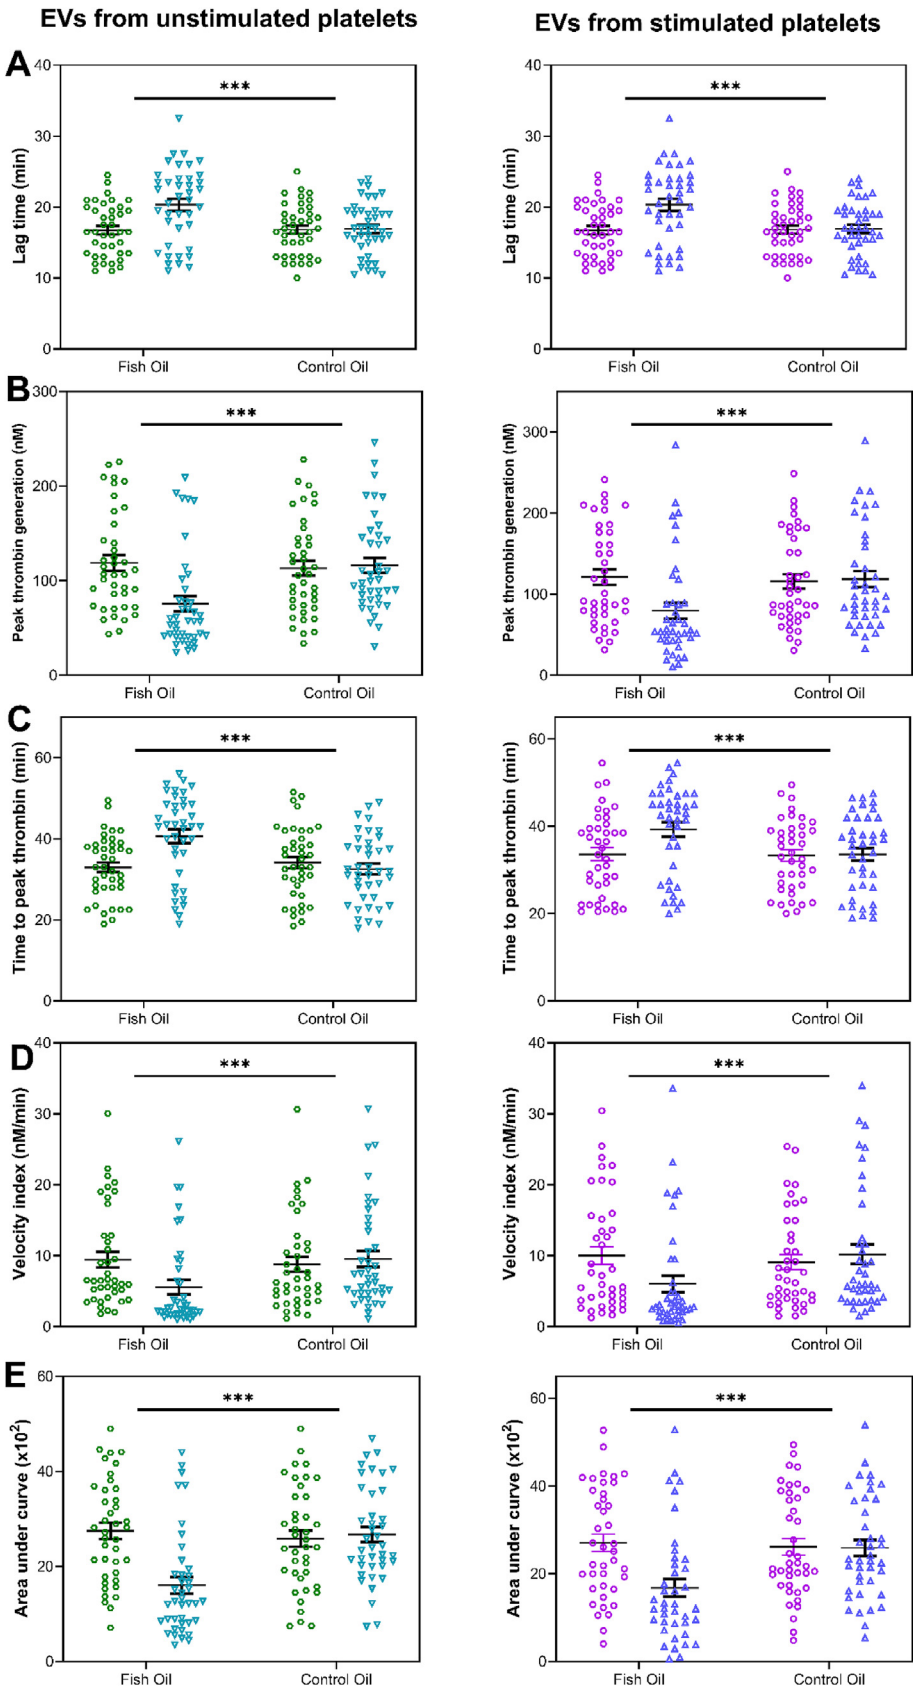 EVs from unstimulated platelets
EVs from stimulated platelets
A
Lag time (min)
40
30
20
10
0
***
Fish Oil
Control Oil
Lag time (min)
40
30
20
10
0
***
Fish Oil
Control Oil
B
Peak thrombin generation (nM)
300
200
100
0
***
Fish Oil
Control Oil
Peak thrombin generation (nM)
300
200
100
0
***
Fish Oil
Control Oil
C
Time to peak thrombin (min)
60
40
20
0
***
Fish Oil
Control Oil
Time to peak thrombin (min)
60
40
20
0
***
Fish Oil
Control Oil
D
Velocity index (nM/min)
40
30
20
10
0
***
Fish Oil
Control Oil
Velocity index (nM/min)
40
30
20
10
0
***
Fish Oil
Control Oil
E
Area under curve (x10²)
60
40
20
0
***
Fish Oil
Control Oil
Area under curve (x10²)
60
40
20
0
***
Fish Oil
Control Oil